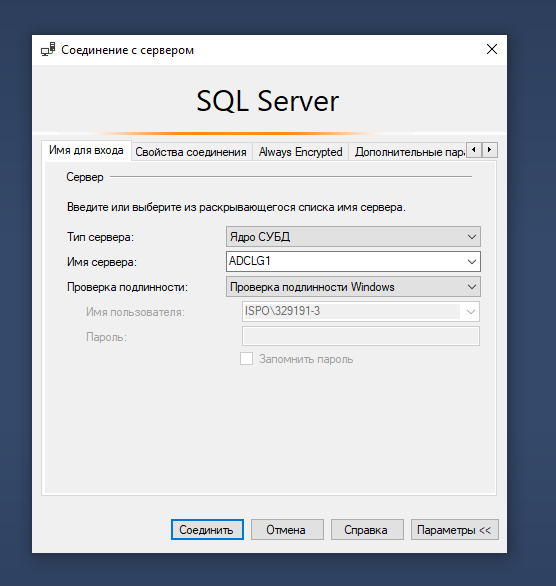 Соединение с сервером
SQL Server
Имя для входа Свойства соединения Always Encrypted Дополнительные пар
Сервер
Введите или выберите из раскрывающегося списка имя сервера.
Тип сервера: Ядро СУБД
Имя сервера: ADCLG1
Проверка подлинности: Проверка подлинности Windows
Имя пользователя: ISPO\329191-3
Пароль:
Запомнить пароль
Соединить Отмена Справка Параметры <<